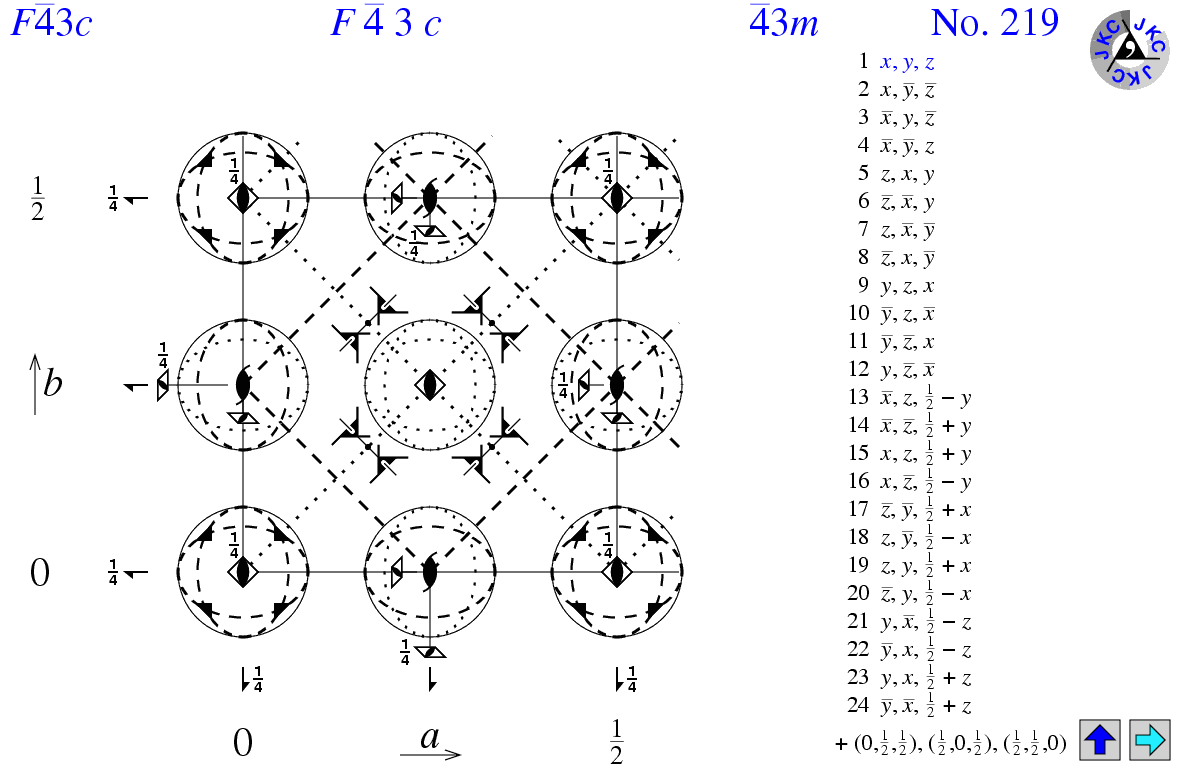 F4̅3c F 4̅ 3 c 4̅3m No. 219
JKC JKC JKC
1 x, y, z
2 x, y̅, z̅
3 x̅, y, z̅
4 x̅, y̅, z
5 z, x, y
6 z̅, x̅, y
7 z, x̅, y̅
8 z̅, x, y̅
9 y, z, x
10 y̅, z, x̅
11 y̅, z̅, x
12 y, z̅, x̅
13 x̅, z, 1/2 − y
14 x̅, z̅, 1/2 + y
15 x, z, 1/2 + y
16 x, z̅, 1/2 − y
17 z̅, y̅, 1/2 + x
18 z, y̅, 1/2 − x
19 z, y, 1/2 + x
20 z̅, y, 1/2 − x
21 y, x̅, 1/2 − z
22 y̅, x, 1/2 − z
23 y, x, 1/2 + z
24 y̅, x̅, 1/2 + z
+ (0,1/2,1/2), (1/2,0,1/2), (1/2,1/2,0)
1/4 1/4
1/2 1/4 1/4
1/4 1/4
b
1/4 1/4
0 1/4
1/4
1/4 1/4
0 a 1/2